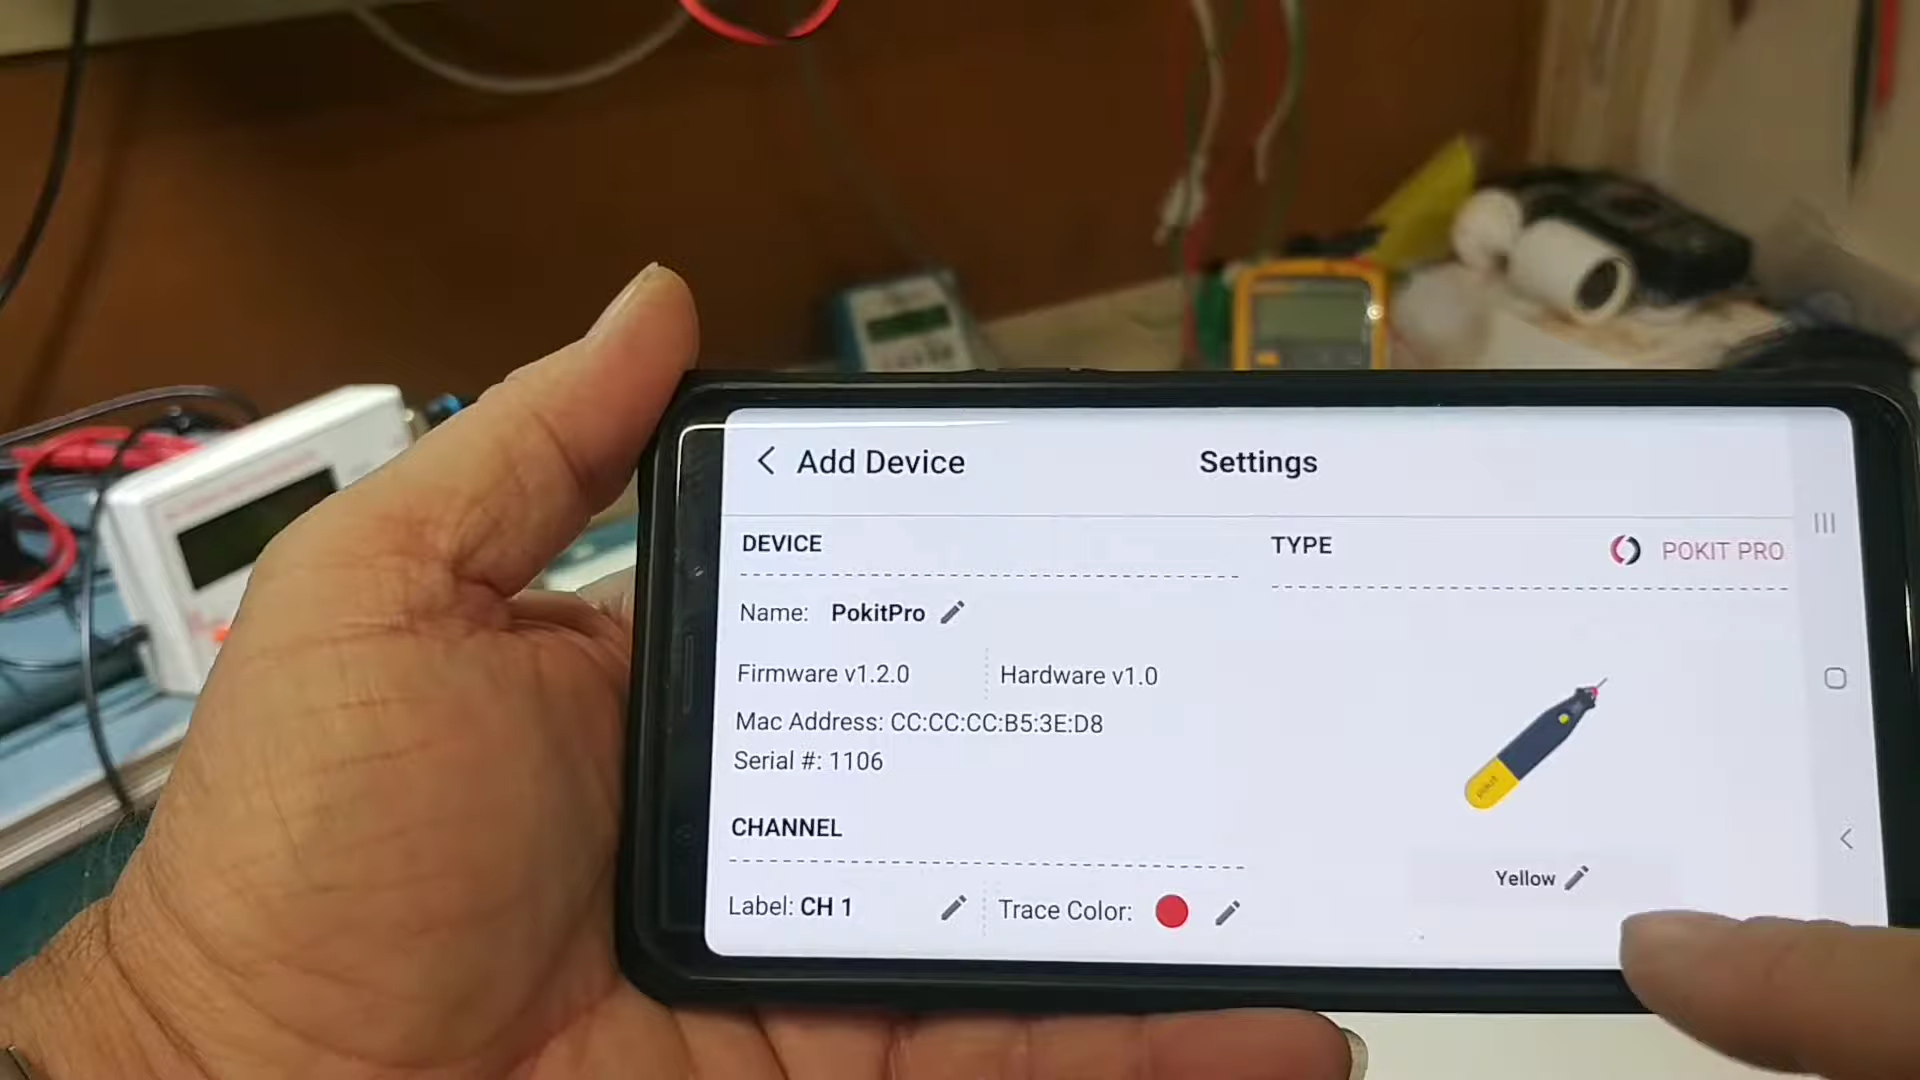 Add Device
Settings
DEVICE
TYPE
POKIT PRO
Name: PokitPro
Firmware v1.2.0
Hardware v1.0
Mac Address: CC:CC:CC:B5:3E:D8
Serial #: 1106
CHANNEL
pokit
Yellow
Label: CH 1
Trace Color: